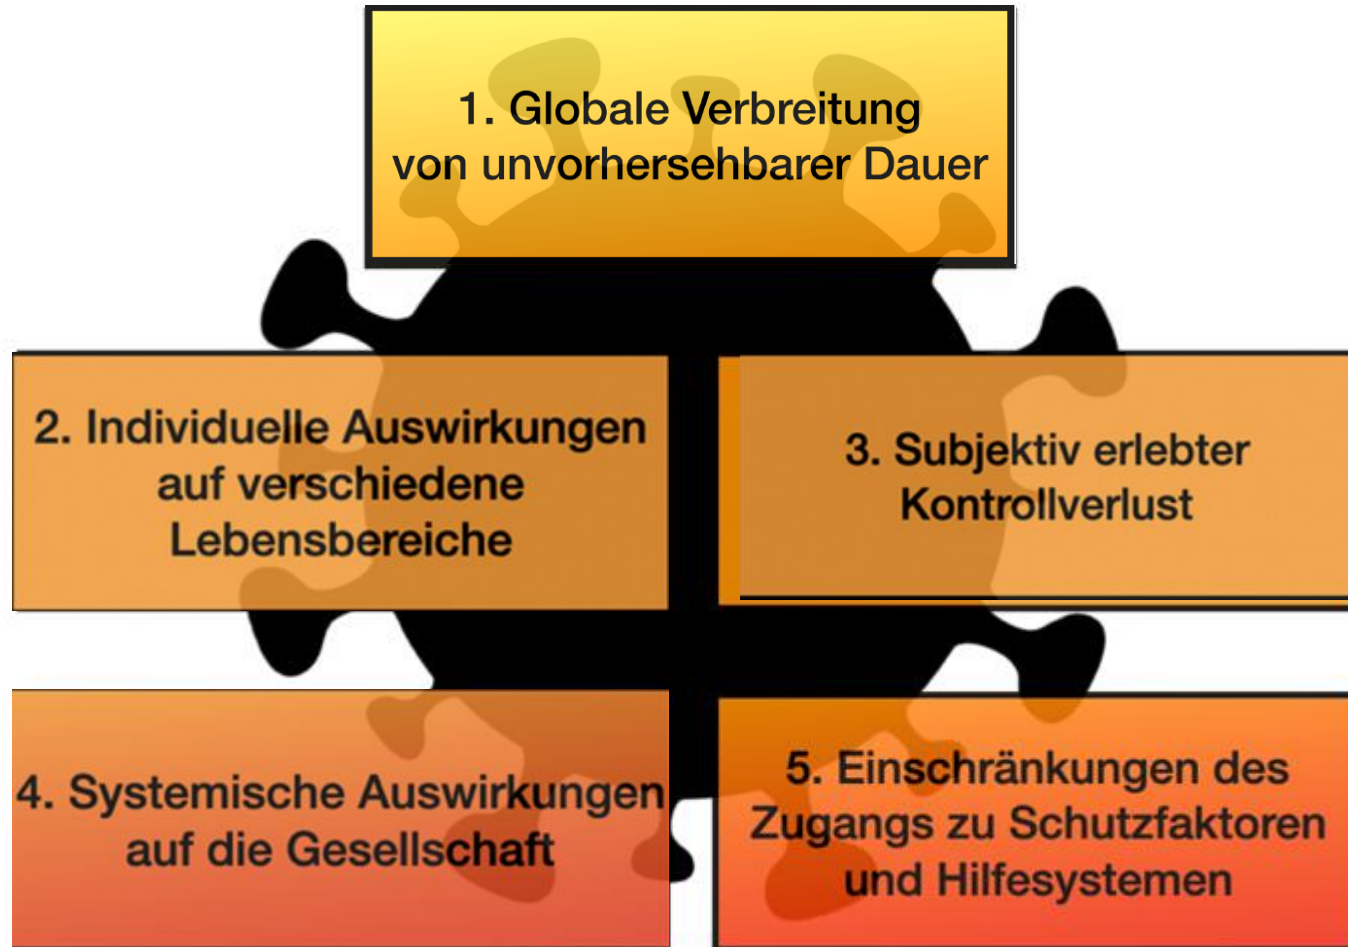 1. Globale Verbreitung
von unvorhersehbarer Dauer
2. Individuelle Auswirkungen
auf verschiedene
Lebensbereiche
3. Subjektiv erlebter
Kontrollverlust
4. Systemische Auswirkungen
auf die Gesellschaft
5. Einschränkungen des
Zugangs zu Schutzfaktoren
und Hilfesystemen